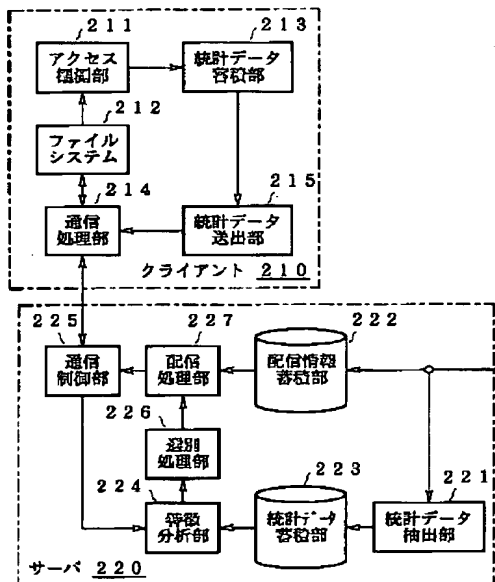 211
アクセス
制御部
213
統計データ
蓄積部
212
ファイル
システム
214
通信
処理部
215
統計データ
送出部
クライアント 210
225
通信
制御部
227
配信
処理部
222
配信情報
蓄積部
226
選別
処理部
224
特徴
分析部
223
統計データ
蓄積部
221
統計データ
抽出部
サーバ 220